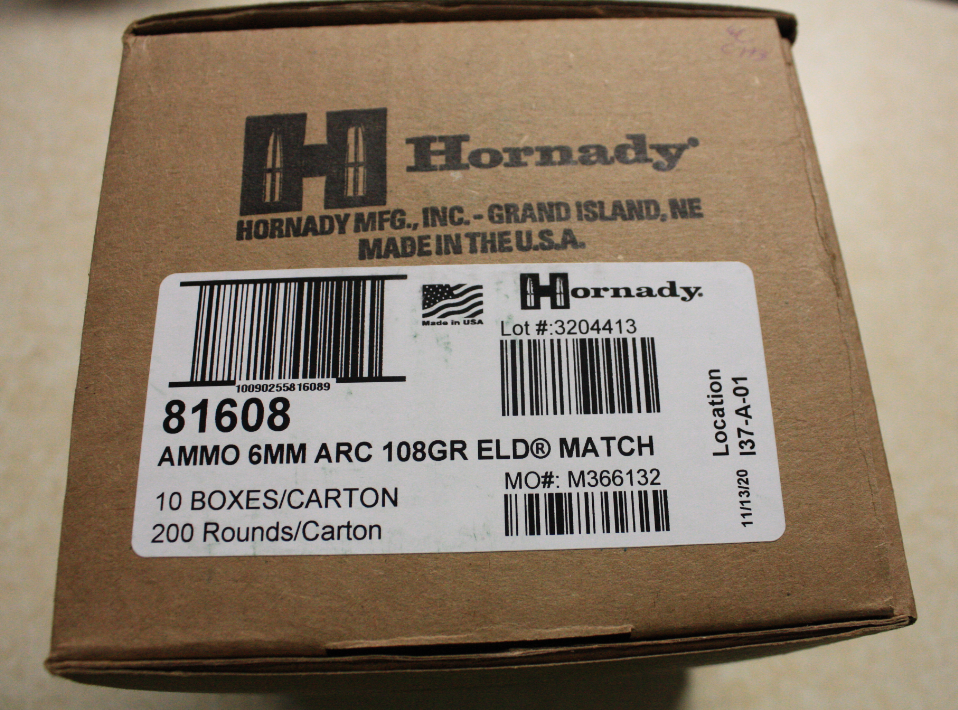 Hornady®
HORNADY MFG., INC. - GRAND ISLAND, NE
MADE IN THE U.S.A.
10090255816089
Made in USA
Hornady.
Lot #:3204413
81608
AMMO 6MM ARC 108GR ELD® MATCH
10 BOXES/CARTON
200 Rounds/Carton
MO#: M366132
Location
I37-A-01
11/13/20